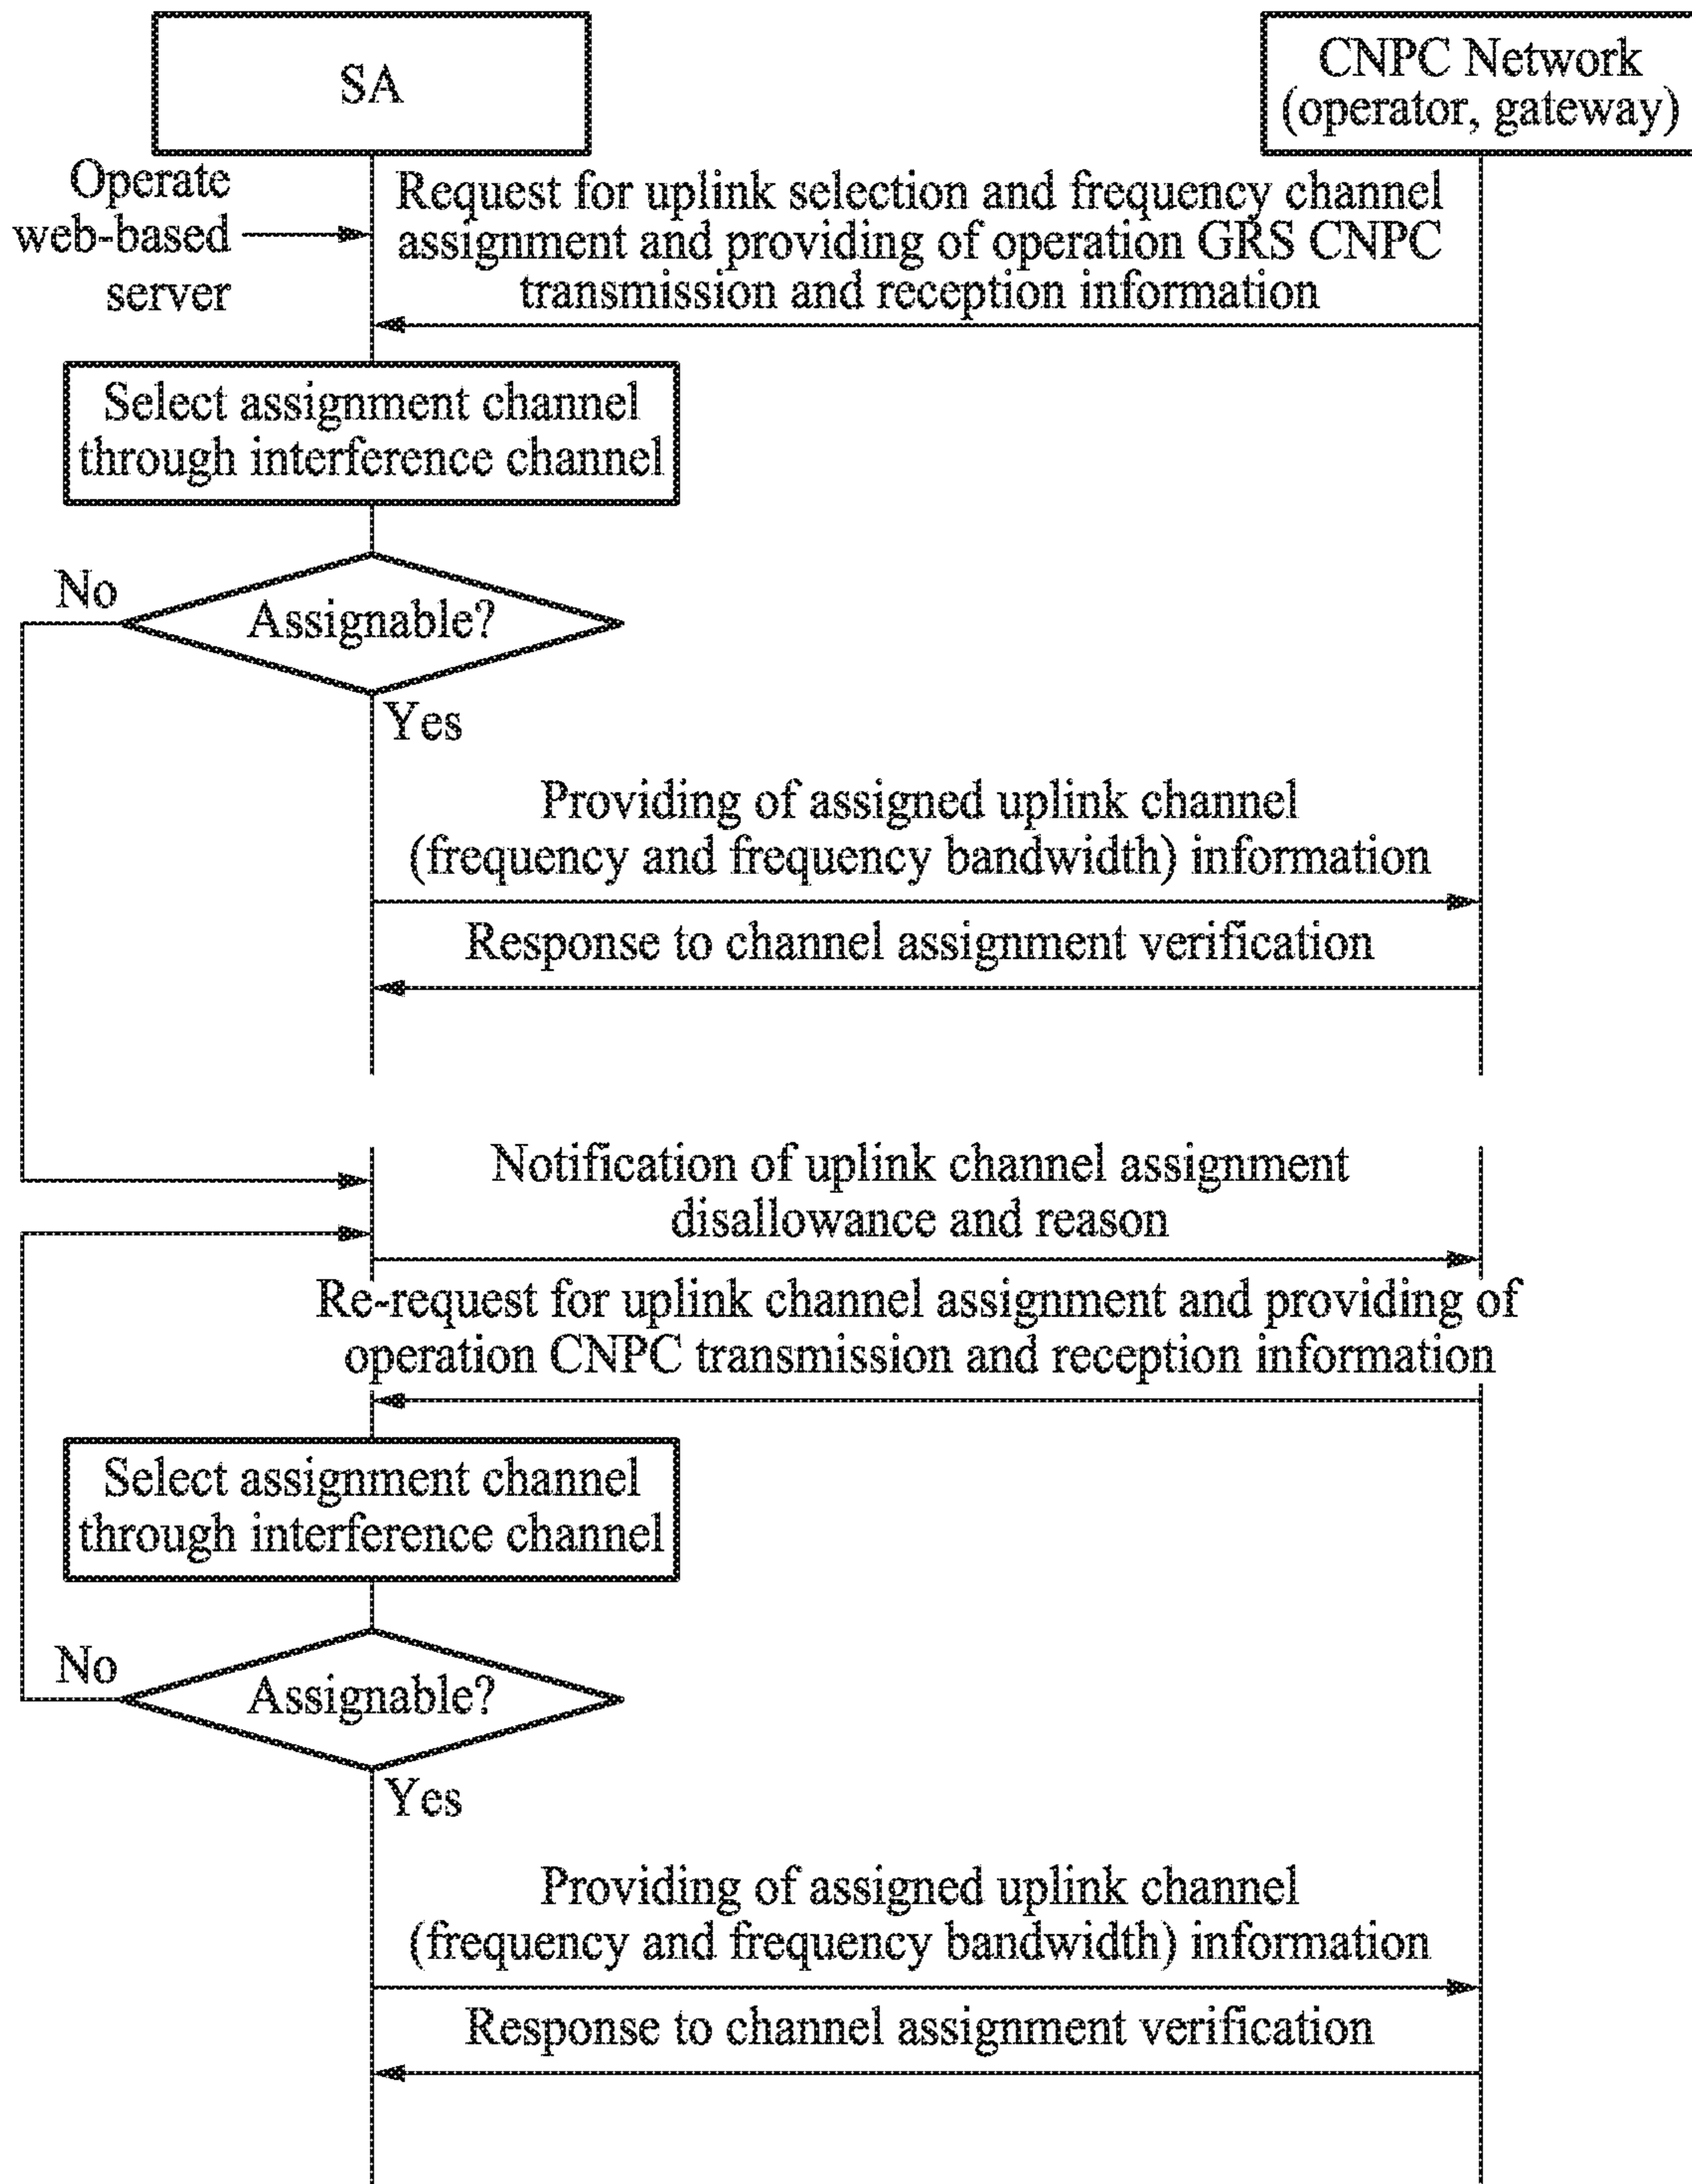 SA
CNPC Network
(operator, gateway)
Operate
web-based
server
Request for uplink selection and frequency channel
assignment and providing of operation GRS CNPC
transmission and reception information
Select assignment channel
through interference channel
No
Assignable?
Yes
Providing of assigned uplink channel
(frequency and frequency bandwidth) information
Response to channel assignment verification
Notification of uplink channel assignment
disallowance and reason
Re-request for uplink channel assignment and providing of
operation CNPC transmission and reception information
Select assignment channel
through interference channel
No
Assignable?
Yes
Providing of assigned uplink channel
(frequency and frequency bandwidth) information
Response to channel assignment verification